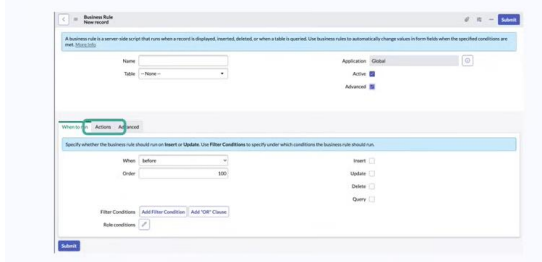 Business Rule
New record
Submit
A business rule is a server-side script that runs when a record is displayed, inserted, deleted, or when a table is queried. Use business rules to automatically change values in form fields when the specified conditions are
met. More info
Name
Application Global
Table -- None --
Active
Advanced
When to run Actions Advanced
Specify whether the business rule should run on Insert or Update. Use Filter Conditions to specify under which conditions the business rule should run.
When before
Insert
Order 100
Update
Delete
Query
Filter Conditions Add Filter Condition Add "OR" Clause
Role conditions
Submit